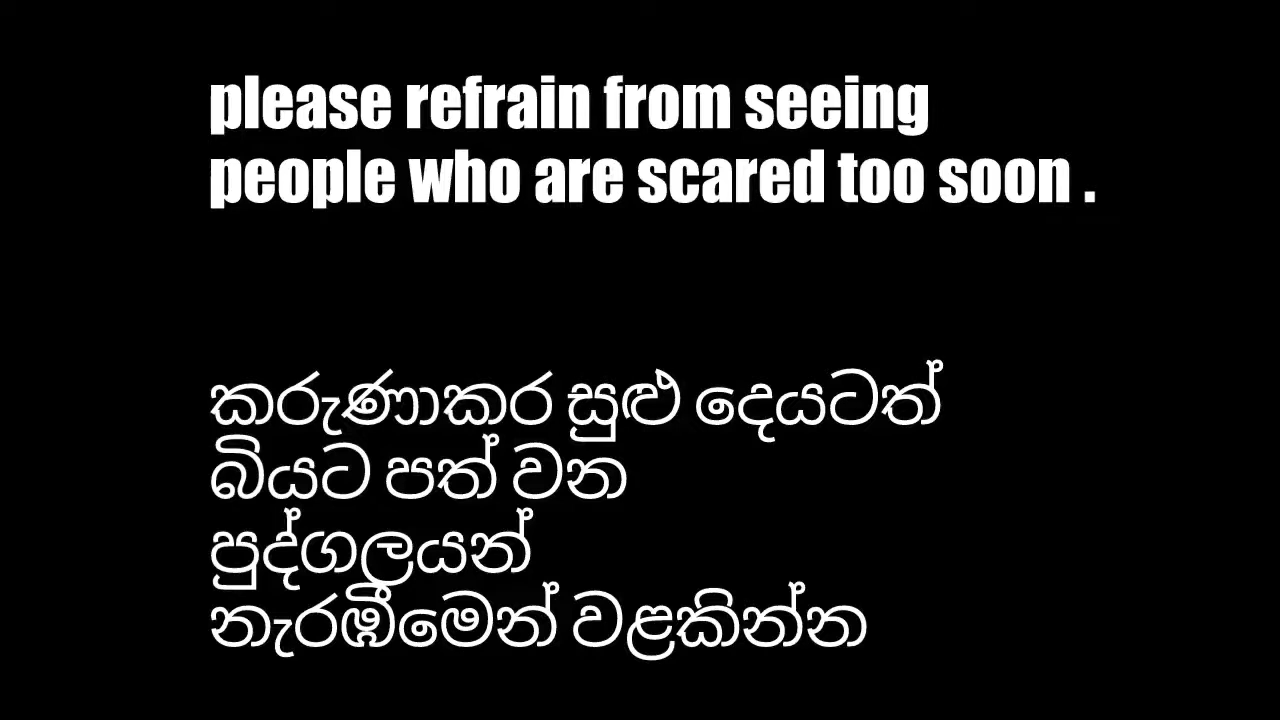 please refrain from seeing
people who are scared too soon .
කරුණාකර සුළු දෙයටත්
බියට පත් වන
පුද්ගලයන්
නැරඹීමෙන් වළකින්න